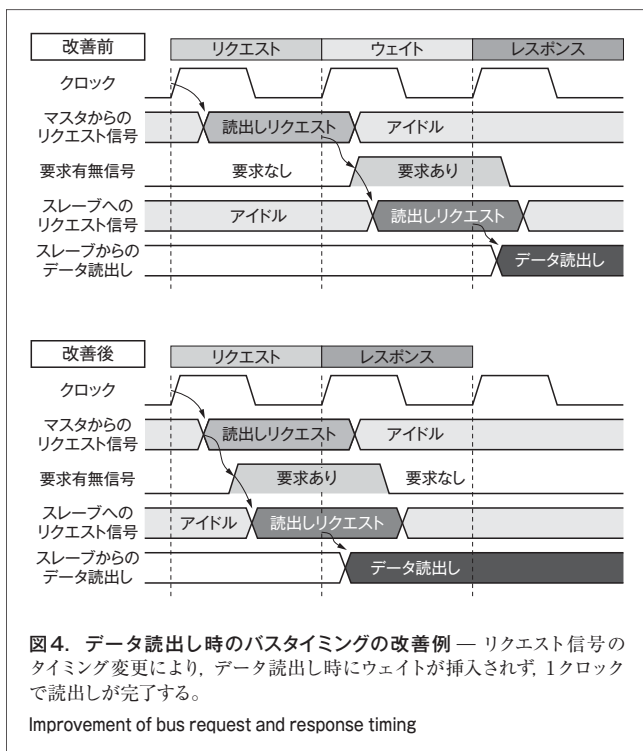 改善前
リクエスト
ウェイト
レスポンス
クロック
マスタからの
リクエスト信号
読出しリクエスト
アイドル
要求有無信号
要求なし
要求あり
スレーブへの
リクエスト信号
アイドル
読出しリクエスト
スレーブからの
データ読出し
データ読出し
改善後
リクエスト
レスポンス
クロック
マスタからの
リクエスト信号
読出しリクエスト
アイドル
要求有無信号
要求あり
要求なし
スレーブへの
リクエスト信号
アイドル
読出しリクエスト
スレーブからの
データ読出し
データ読出し
図4. データ読出し時のバスタイミングの改善例 — リクエスト信号の
タイミング変更により，データ読出し時にウェイトが挿入されず，1クロック
で読出しが完了する。
Improvement of bus request and response timing